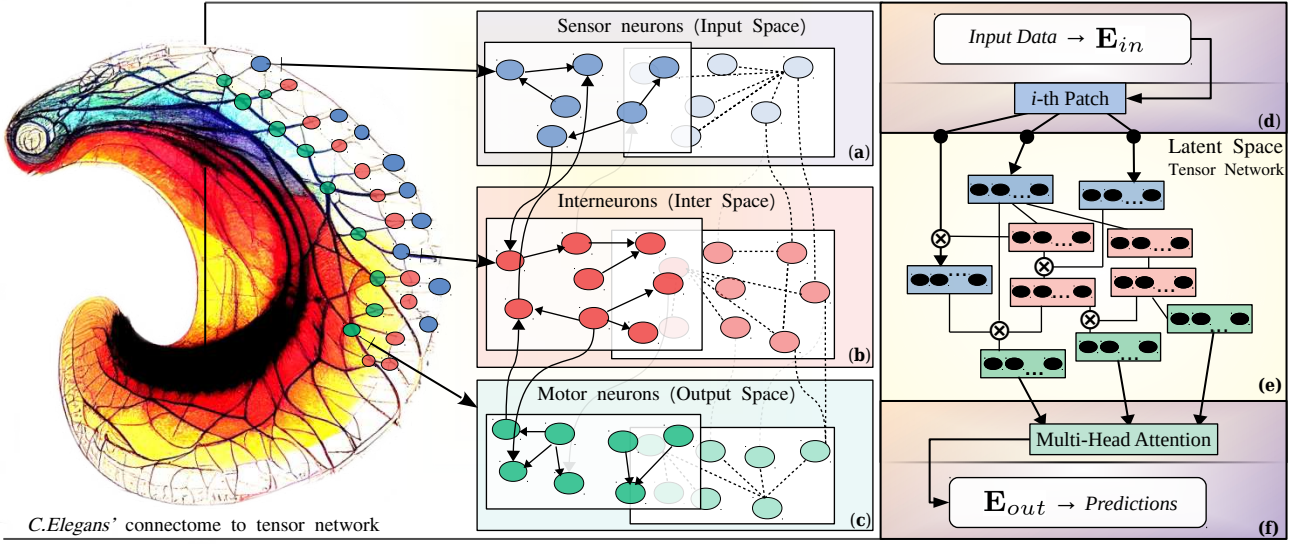 Sensor neurons (Input Space)
(a)
Interneurons (Inter Space)
(b)
Motor neurons (Output Space)
(c)
C.Elegans' connectome to tensor network
Input Data → E_in
i-th Patch
(d)
Latent Space
Tensor Network
...
...
...
...
...
...
...
...
...
...
(e)
Multi-Head Attention
E_out → Predictions
(f)